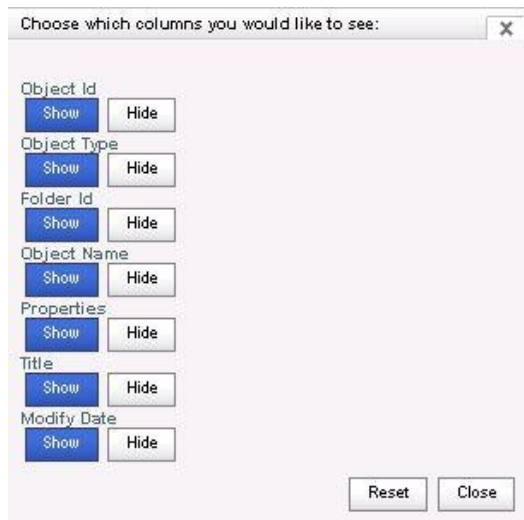 Choose which columns you would like to see:
Object Id
Show Hide
Object Type
Show Hide
Folder Id
Show Hide
Object Name
Show Hide
Properties
Show Hide
Title
Show Hide
Modify Date
Show Hide
Reset Close